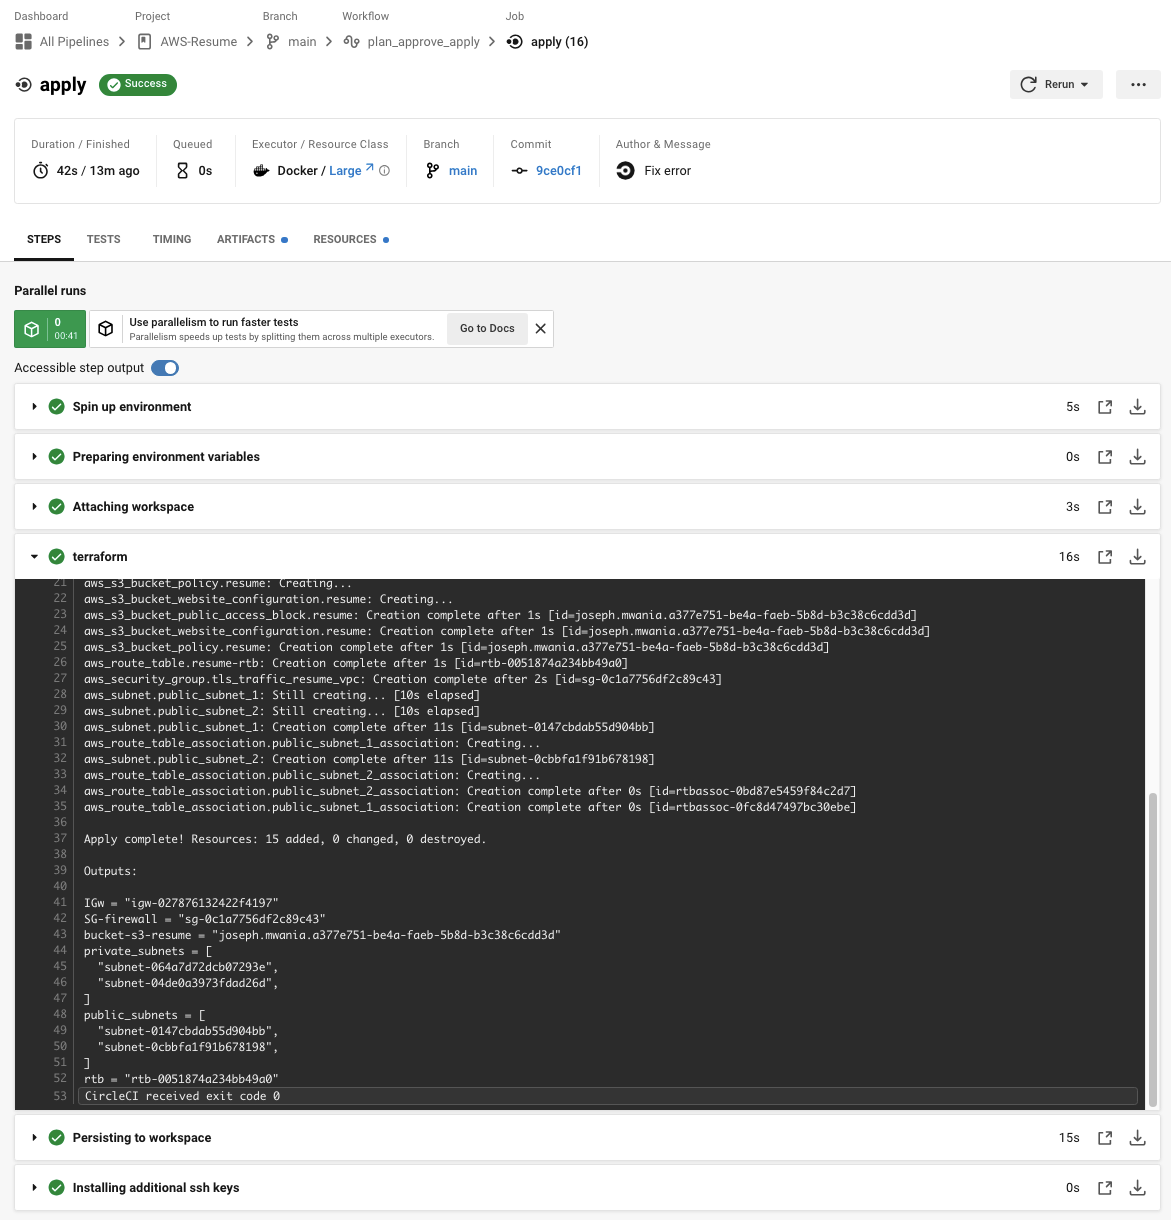 Dashboard Project Branch Workflow Job
All Pipelines AWS-Resume main plan_approve_apply apply (16)
apply Success Rerun
Duration / Finished Queued Executor / Resource Class Branch Commit Author & Message
42s / 13m ago 0s Docker / Large main 9ce0cf1 Fix error
STEPS TESTS TIMING ARTIFACTS RESOURCES
Parallel runs
0
00:41
Use parallelism to run faster tests
Parallelism speeds up tests by splitting them across multiple executors.
Go to Docs
Accessible step output
Spin up environment 5s
Preparing environment variables 0s
Attaching workspace 3s
terraform 16s
21 aws_s3_bucket_policy.resume: Creating...
22 aws_s3_bucket_website_configuration.resume: Creating...
23 aws_s3_bucket_public_access_block.resume: Creation complete after 1s [id=joseph.mwania.a377e751-be4a-faeb-5b8d-b3c38c6cdd3d]
24 aws_s3_bucket_website_configuration.resume: Creation complete after 1s [id=joseph.mwania.a377e751-be4a-faeb-5b8d-b3c38c6cdd3d]
25 aws_s3_bucket_policy.resume: Creation complete after 1s [id=joseph.mwania.a377e751-be4a-faeb-5b8d-b3c38c6cdd3d]
26 aws_route_table.resume-rtb: Creation complete after 1s [id=rtb-0051874a234bb49a0]
27 aws_security_group.tls_traffic_resume_vpc: Creation complete after 2s [id=sg-0c1a7756df2c89c43]
28 aws_subnet.public_subnet_1: Still creating... [10s elapsed]
29 aws_subnet.public_subnet_2: Still creating... [10s elapsed]
30 aws_subnet.public_subnet_1: Creation complete after 11s [id=subnet-0147cbdab55d904bb]
31 aws_route_table_association.public_subnet_1_association: Creating...
32 aws_subnet.public_subnet_2: Creation complete after 11s [id=subnet-0cbbfa1f91b678198]
33 aws_route_table_association.public_subnet_2_association: Creating...
34 aws_route_table_association.public_subnet_2_association: Creation complete after 0s [id=rtbassoc-0bd87e5459f84c2d7]
35 aws_route_table_association.public_subnet_1_association: Creation complete after 0s [id=rtbassoc-0fc8d47497bc30ebe]
36
37 Apply complete! Resources: 15 added, 0 changed, 0 destroyed.
38
39 Outputs:
40
41 IGw = "igw-027876132422f4197"
42 SG-firewall = "sg-0c1a7756df2c89c43"
43 bucket-s3-resume = "joseph.mwania.a377e751-be4a-faeb-5b8d-b3c38c6cdd3d"
44 private_subnets = [
45 "subnet-064a7d72dcb07293e",
46 "subnet-04de0a3973fdad26d",
47 ]
48 public_subnets = [
49 "subnet-0147cbdab55d904bb",
50 "subnet-0cbbfa1f91b678198",
51 ]
52 rtb = "rtb-0051874a234bb49a0"
53 CircleCI received exit code 0
Persisting to workspace 15s
Installing additional ssh keys 0s